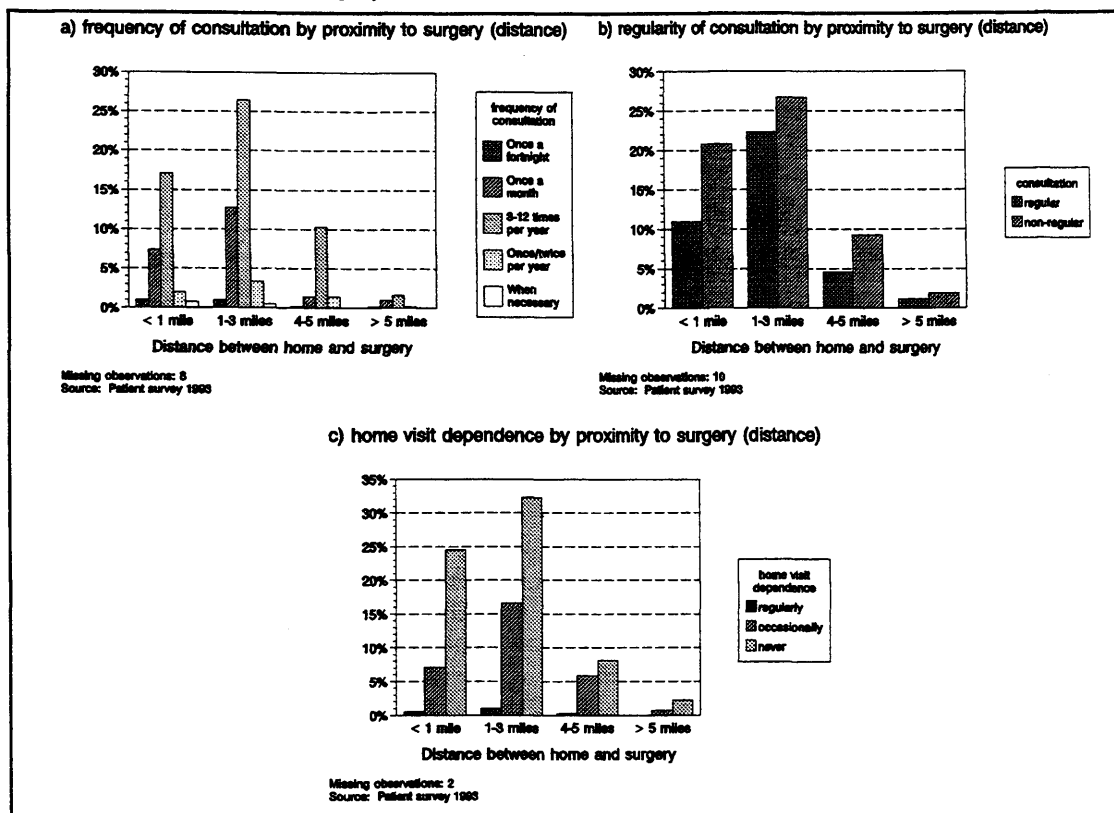 a) frequency of consultation by proximity to surgery (distance)
30%
25%
20%
15%
10%
5%
0%
< 1 mile 1-3 miles 4-5 miles > 5 miles
Distance between home and surgery
frequency of
consultation
Once a
fortnight
Once a
month
3-12 times
per year
Once/twice
per year
When
necessary
Missing observations: 8
Source: Patient survey 1993
b) regularity of consultation by proximity to surgery (distance)
30%
25%
20%
15%
10%
5%
0%
< 1 mile 1-3 miles 4-5 miles > 5 miles
Distance between home and surgery
consultation
regular
non-regular
Missing observations: 10
Source: Patient survey 1993
c) home visit dependence by proximity to surgery (distance)
35%
30%
25%
20%
15%
10%
5%
0%
< 1 mile 1-3 miles 4-5 miles > 5 miles
Distance between home and surgery
home visit
dependence
regularly
occasionally
never
Missing observations: 2
Source: Patient survey 1993